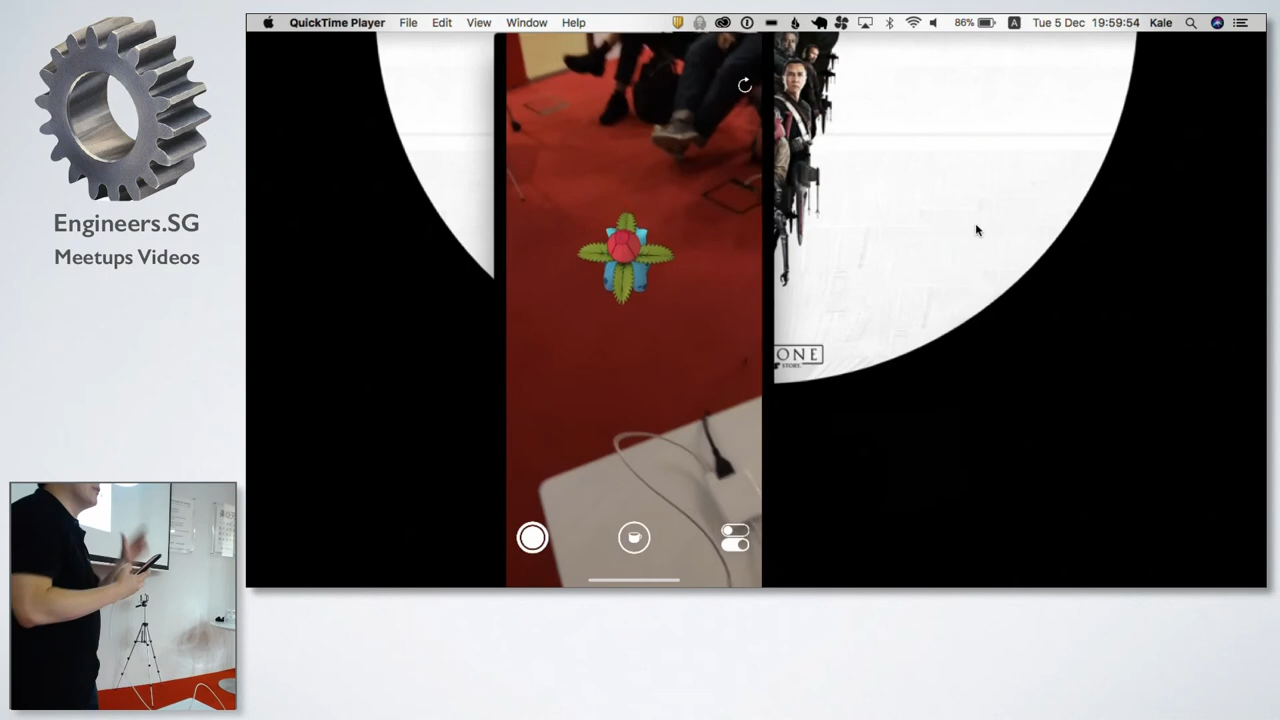 QuickTime Player File Edit View Window Help 86% A Tue 5 Dec 19:59:54 Kale
Engineers.SG
Meetups Videos
ONE
STORY.